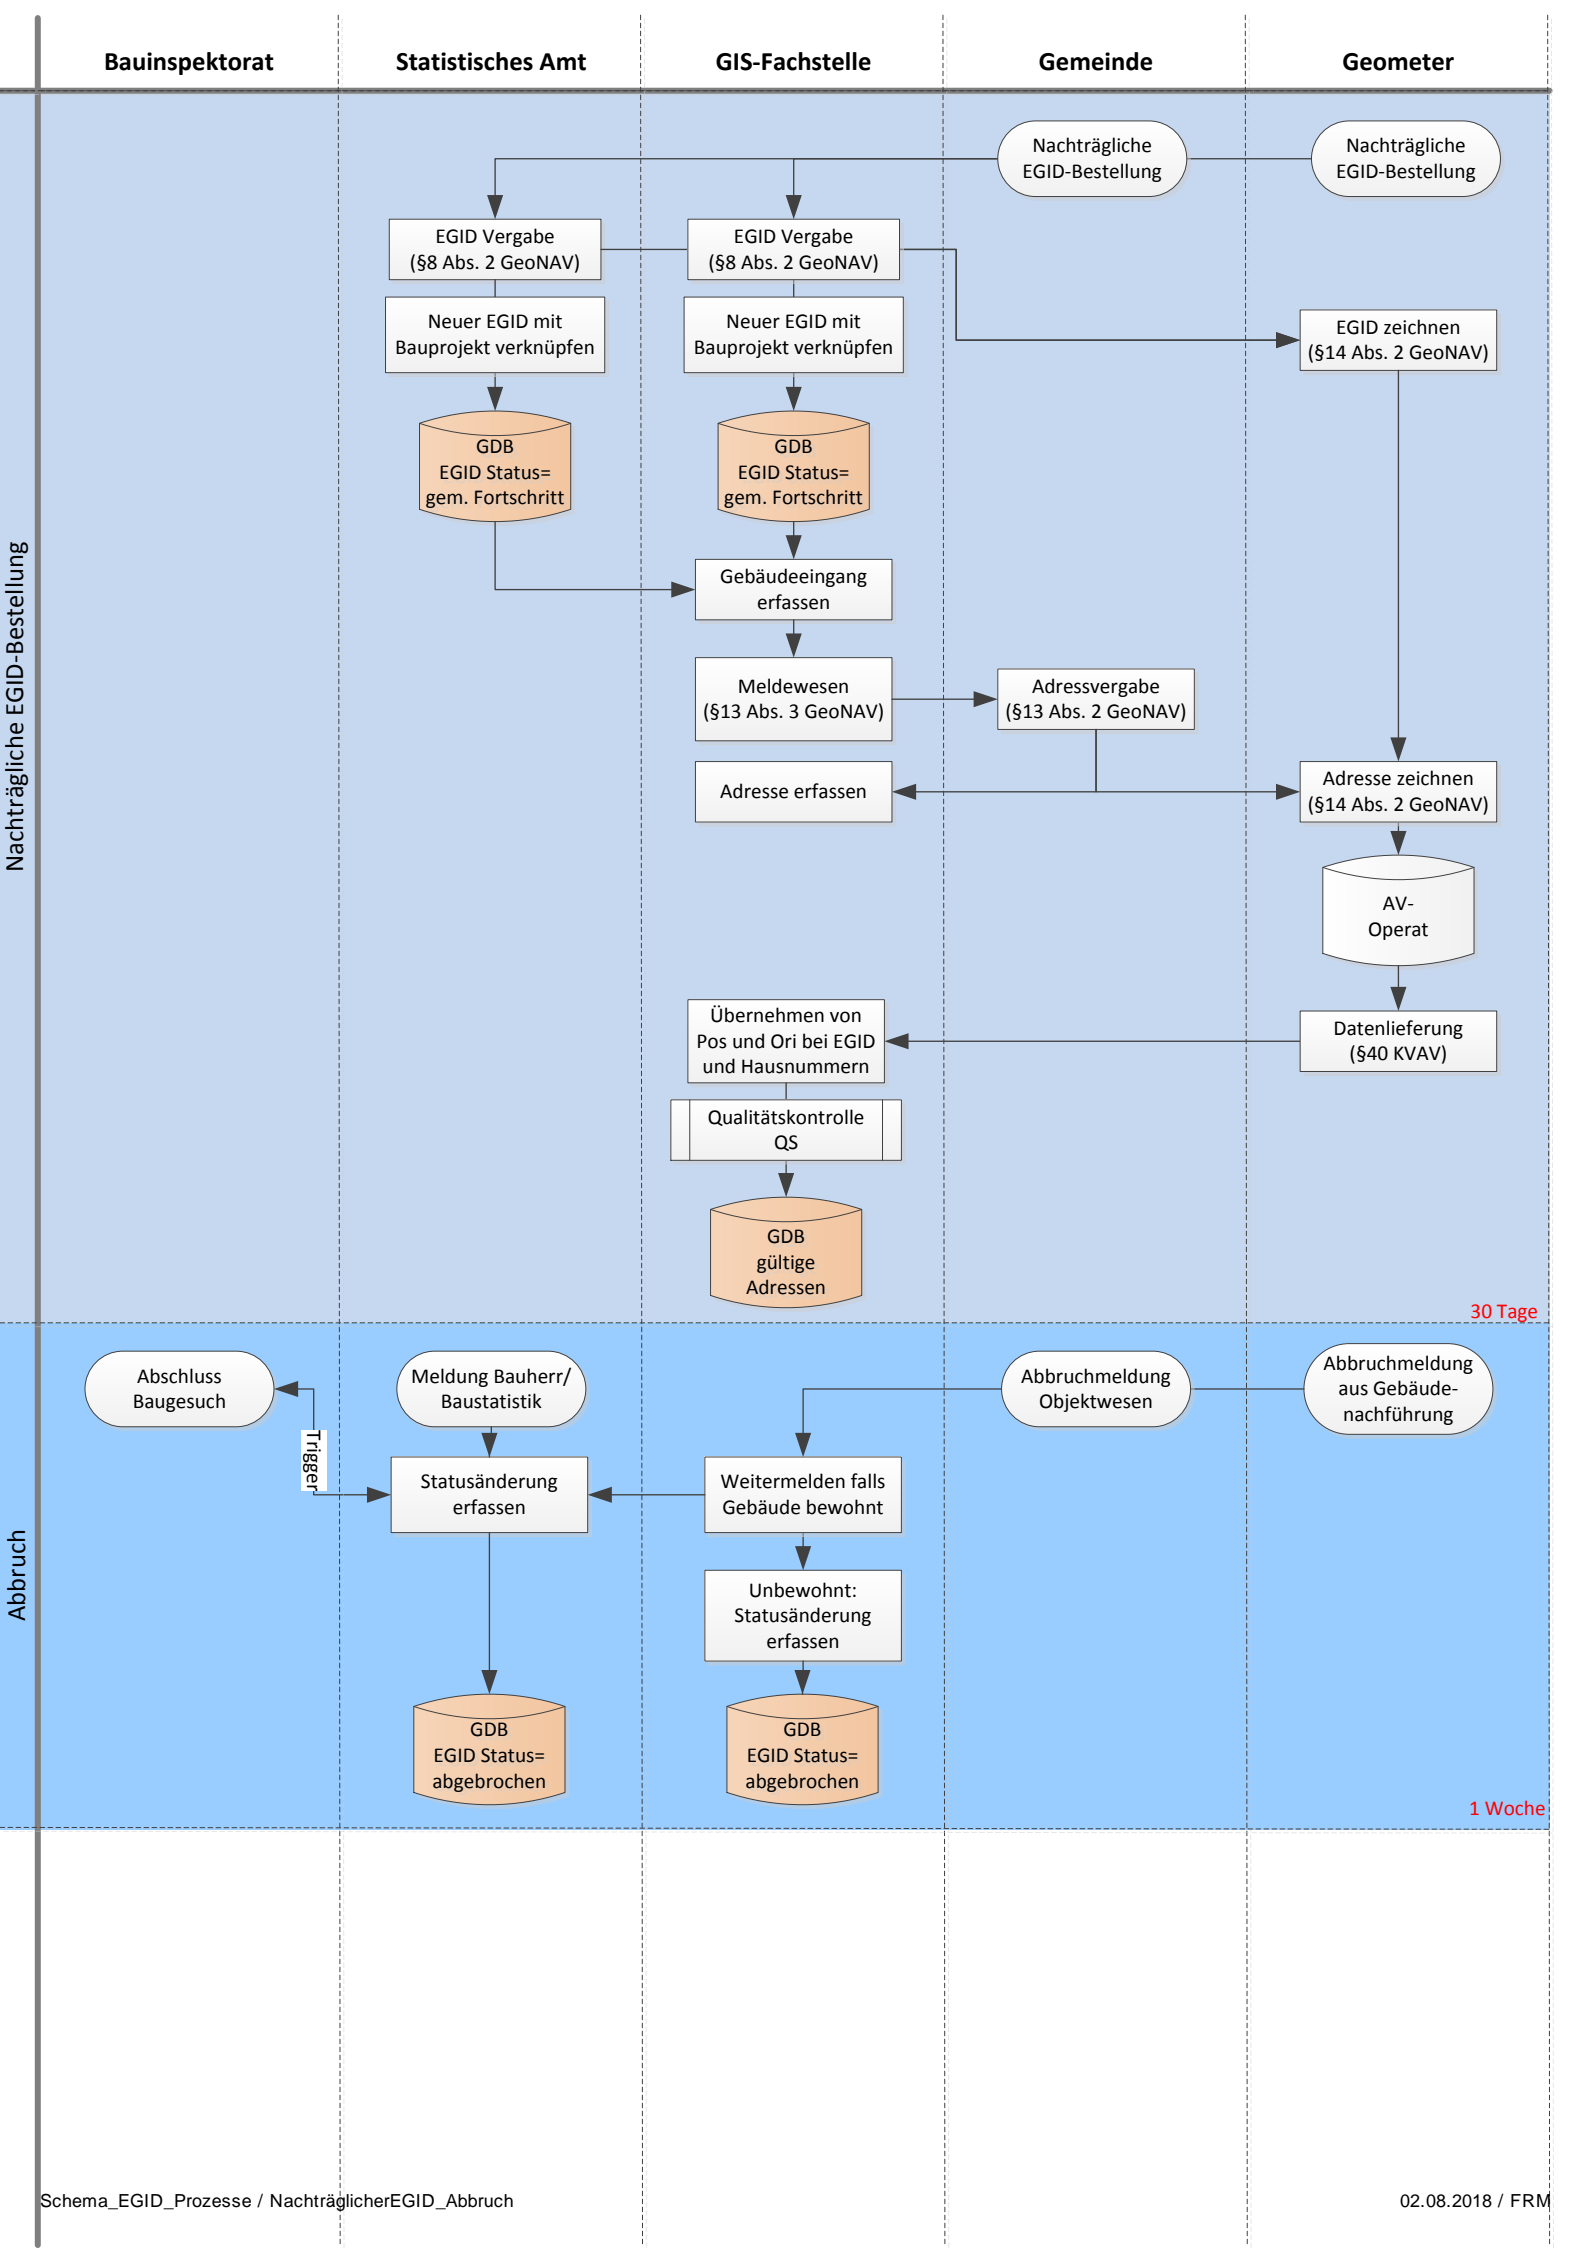 Bauinspektorat
Statistisches Amt
GIS-Fachstelle
Gemeinde
Geometer
Nachträgliche EGID-Bestellung
Nachträgliche
EGID-Bestellung
Nachträgliche
EGID-Bestellung
EGID Vergabe
(§8 Abs. 2 GeoNAV)
EGID Vergabe
(§8 Abs. 2 GeoNAV)
Neuer EGID mit
Bauprojekt verknüpfen
Neuer EGID mit
Bauprojekt verknüpfen
EGID zeichnen
(§14 Abs. 2 GeoNAV)
GDB
EGID Status=
gem. Fortschritt
GDB
EGID Status=
gem. Fortschritt
Gebäudeeingang
erfassen
Meldewesen
(§13 Abs. 3 GeoNAV)
Adressvergabe
(§13 Abs. 2 GeoNAV)
Adresse erfassen
Adresse zeichnen
(§14 Abs. 2 GeoNAV)
AV-
Operat
Übernehmen von
Pos und Ori bei EGID
und Hausnummern
Datenlieferung
(§40 KVAV)
Qualitätskontrolle
QS
GDB
gültige
Adressen
30 Tage
Abbruch
Abschluss
Baugesuch
Meldung Bauherr/
Baustatistik
Abbruchmeldung
Objektwesen
Abbruchmeldung
aus Gebäude-
nachführung
Trigger
Statusänderung
erfassen
Weitermelden falls
Gebäude bewohnt
Unbewohnt:
Statusänderung
erfassen
GDB
EGID Status=
abgebrochen
GDB
EGID Status=
abgebrochen
1 Woche
Schema_EGID_Prozesse / NachträglicherEGID_Abbruch
02.08.2018 / FRM